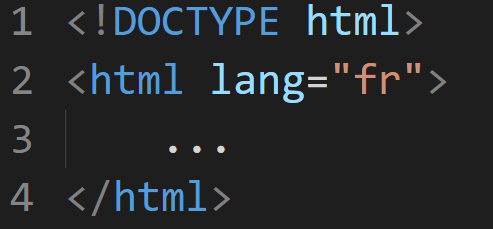 1 <!DOCTYPE html>
2 <html lang="fr">
3     ...
4 </html>